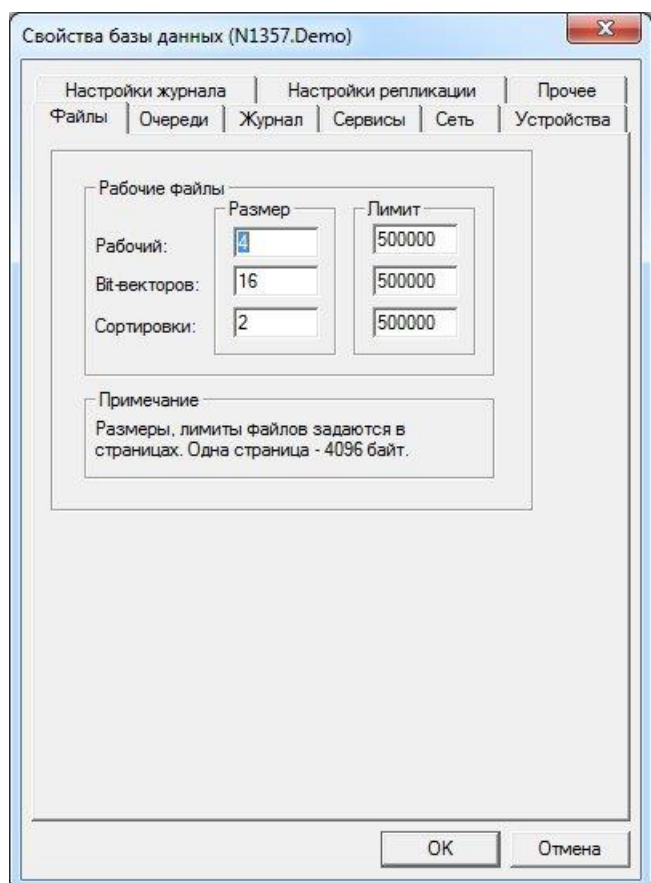 Свойства базы данных (N1357.Demo)
Настройки журнала Настройки репликации Прочее
Файлы Очереди Журнал Сервисы Сеть Устройства
Рабочие файлы
Размер Лимит
Рабочий: 4 500000
Bit-векторов: 16 500000
Сортировки: 2 500000
Примечание
Размеры, лимиты файлов задаются в
страницах. Одна страница - 4096 байт.
OK Отмена